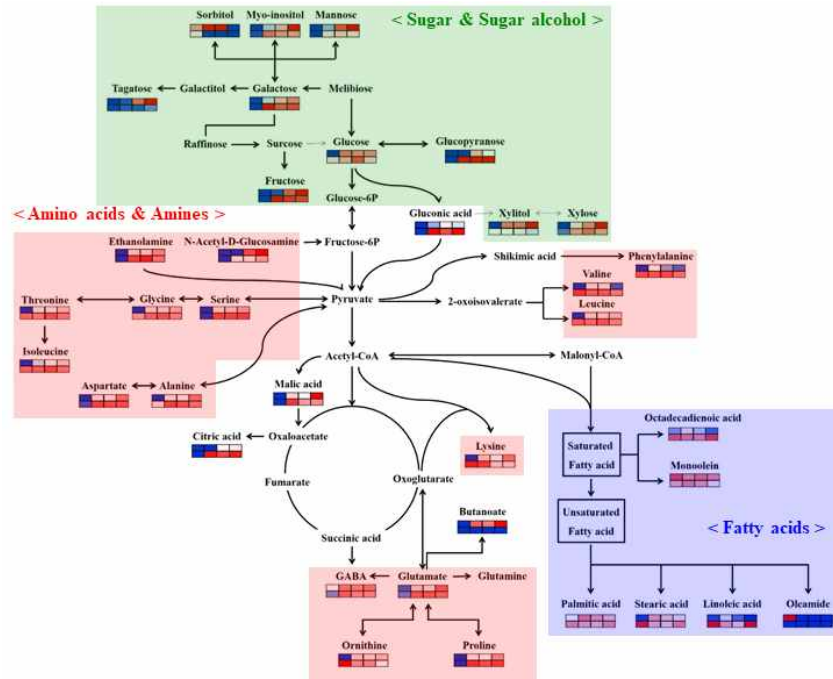 Sorbitol Myo-inositol Mannose
< Sugar & Sugar alcohol >
Tagatose Galactitol Galactose Melibiose
Raffinose Surcose Glucose Glucopyranose
Fructose
Glucose-6P
< Amino acids & Amines >
Gluconic acid Xylitol Xylose
Ethanolamine N-Acetyl-D-Glucosamine Fructose-6P
Shikimic acid Phenylalanine
Valine
Threonine Glycine Serine Pyruvate 2-oxoisovalerate
Leucine
Isoleucine
Acetyl-CoA Malonyl-CoA
Aspartate Alanine
Malic acid
Octadecadienoic acid
Citric acid Oxaloacetate
Lysine
Saturated
Fatty acid
Monoolein
Fumarate Oxoglutarate
Butanoate
Unsaturated
Fatty acid
< Fatty acids >
Succinic acid
GABA Glutamate Glutamine
Palmitic acid Stearic acid Linoleic acid Oleamide
Ornithine Proline